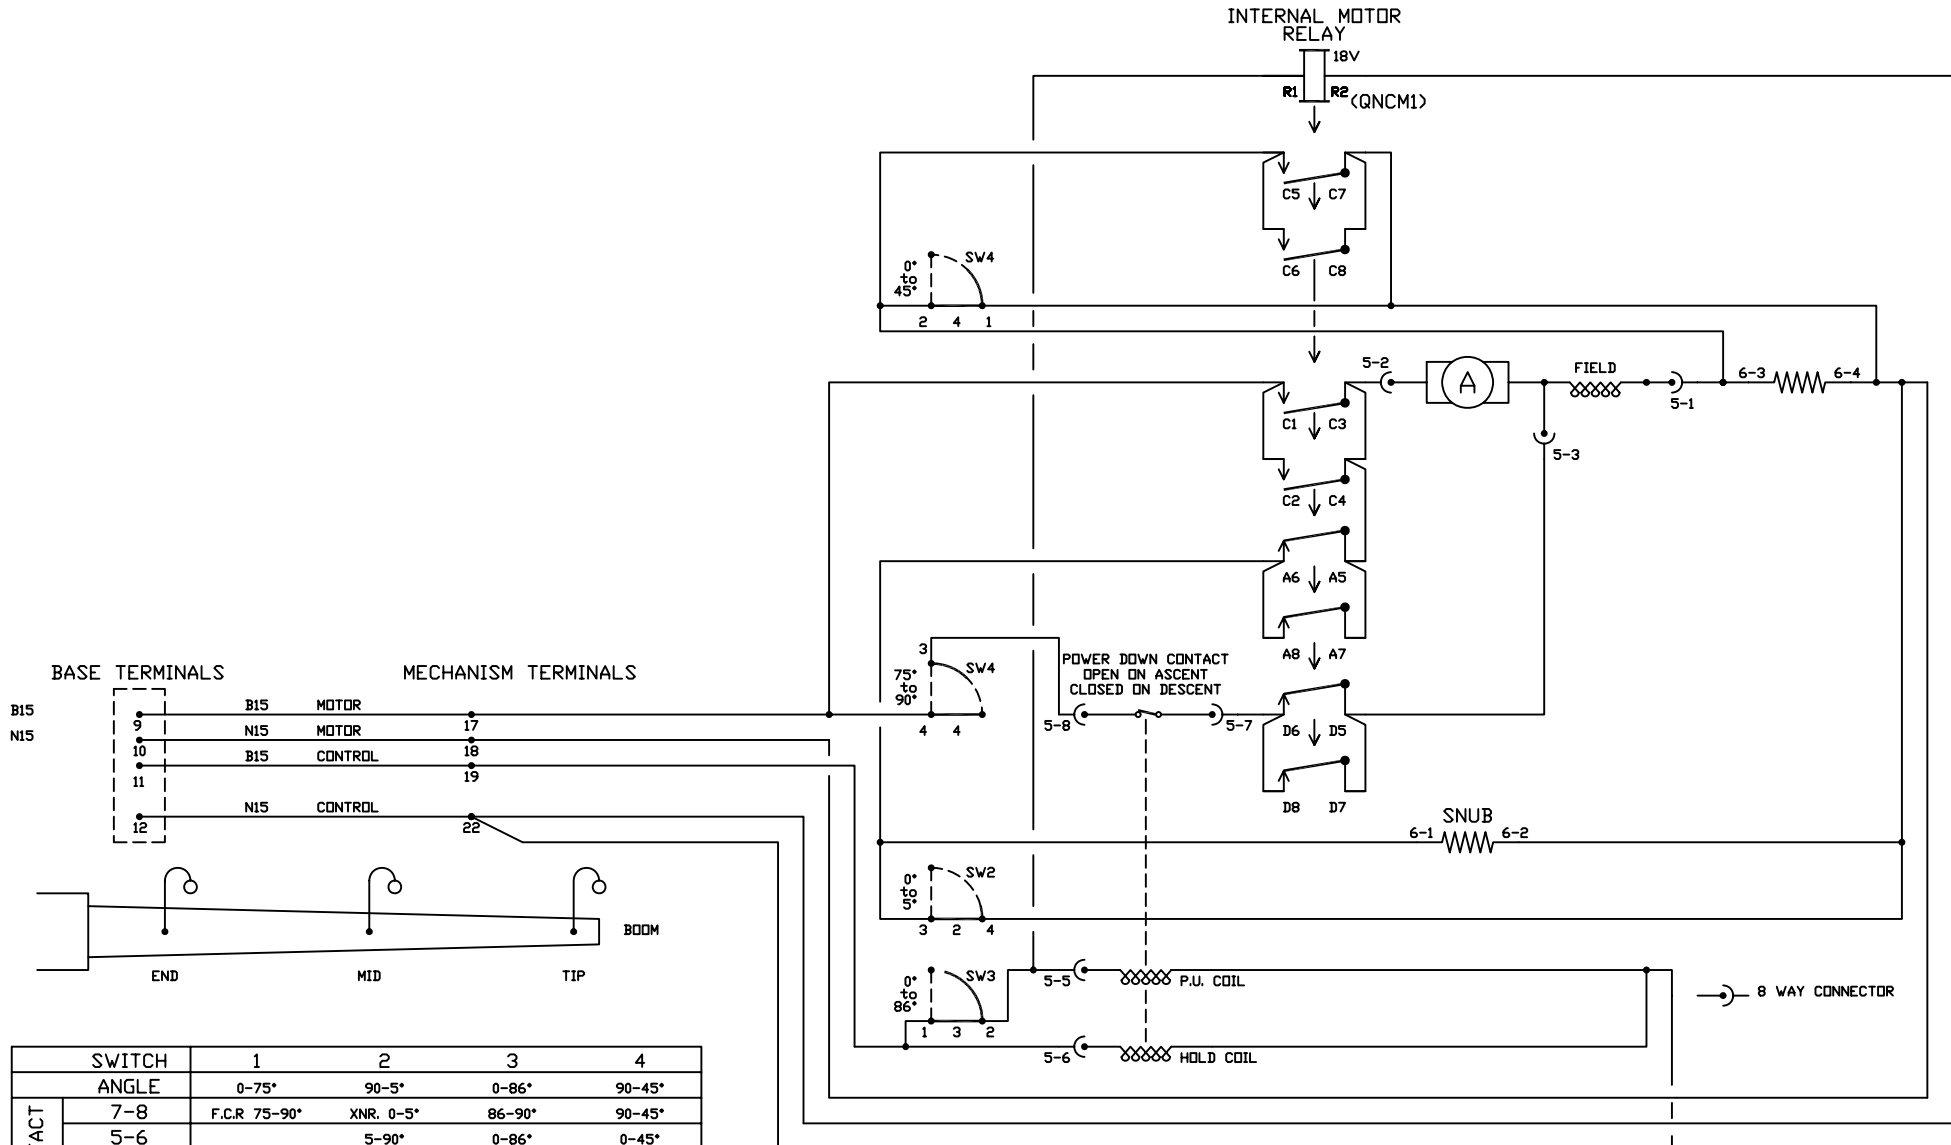 INTERNAL MOTOR
RELAY
18V
R1 R2
(QNCM1)
C5 C7
C6 C8
SW4
0°
to
45°
2 4 1
5-2
A
FIELD
5-1
6-3 6-4
C1 C3
5-3
C2 C4
A6 A5
A8 A7
3
SW4
75°
to
90°
4 4
POWER DOWN CONTACT
OPEN ON ASCENT
CLOSED ON DESCENT
5-8 5-7
D6 D5
D8 D7
BASE TERMINALS
MECHANISM TERMINALS
B15
N15
B15 MOTOR
9 17
N15 MOTOR
10 18
B15 CONTROL
11 19
N15 CONTROL
12 22
SNUB
6-1 6-2
SW2
0°
to
5°
3 2 4
BOOM
END MID TIP
SW3
0°
to
86°
1 3 2
5-5
P.U. COIL
5-6
HOLD COIL
8 WAY CONNECTOR
SWITCH 1 2 3 4
ANGLE 0-75° 90-5° 0-86° 90-45°
7-8 F.C.R 75-90° XNR. 0-5° 86-90° 90-45°
5-6 5-90° 0-86° 0-45°